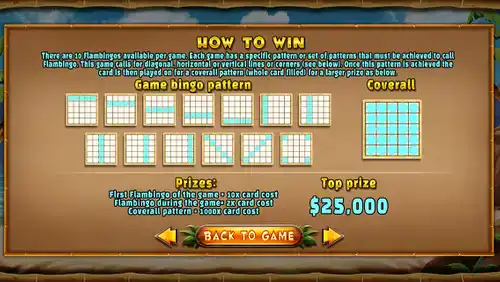 HOW TO WIN
There are 10 Flambingos available per game. Each game has a specific pattern or set of patterns that must be achieved to call
Flambingo. This game calls for diagonal, horizontal or vertical lines or corners (see below). Once this pattern is achieved the
card is then played on for a coverall pattern (whole card filled) for a larger prize as below.
Game bingo pattern
Coverall
Prizes:
First Flambingo of the game - 10x card cost
Flambingo during the game- 2x card cost
Coverall pattern - 1000x card cost
Top prize
$25,000
BACK TO GAME